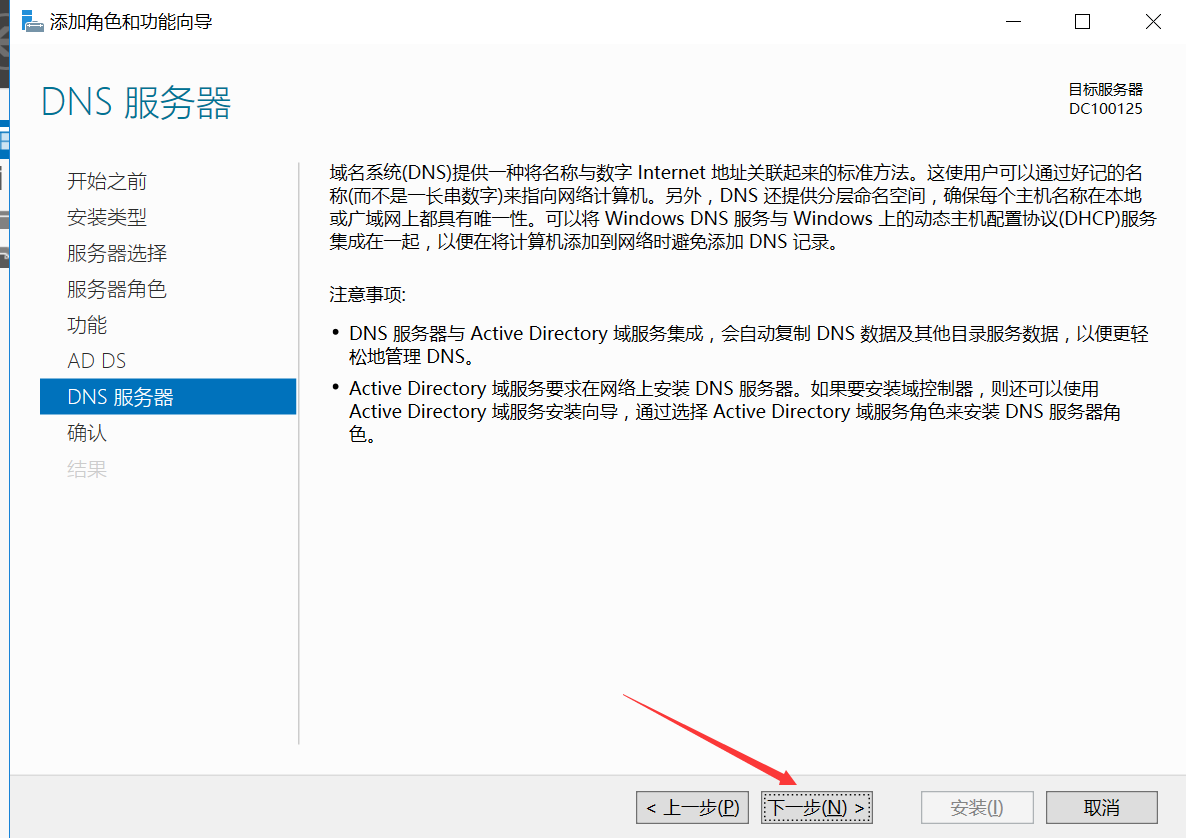 添加角色和功能向导
DNS 服务器
目标服务器
DC100125
开始之前
安装类型
服务器选择
服务器角色
功能
AD DS
DNS 服务器
确认
结果
域名系统(DNS)提供一种将名称与数字 Internet 地址关联起来的标准方法。这使用户可以通过好记的名
称(而不是一长串数字)来指向网络计算机。另外，DNS 还提供分层命名空间，确保每个主机名称在本地
或广域网上都具有唯一性。可以将 Windows DNS 服务与 Windows 上的动态主机配置协议(DHCP)服务
集成在一起，以便在将计算机添加到网络时避免添加 DNS 记录。
注意事项:
• DNS 服务器与 Active Directory 域服务集成，会自动复制 DNS 数据及其他目录服务数据，以便更轻
松地管理 DNS。
• Active Directory 域服务要求在网络上安装 DNS 服务器。如果要安装域控制器，则还可以使用
Active Directory 域服务安装向导，通过选择 Active Directory 域服务角色来安装 DNS 服务器角
色。
< 上一步(P)
下一步(N) >
安装(I)
取消